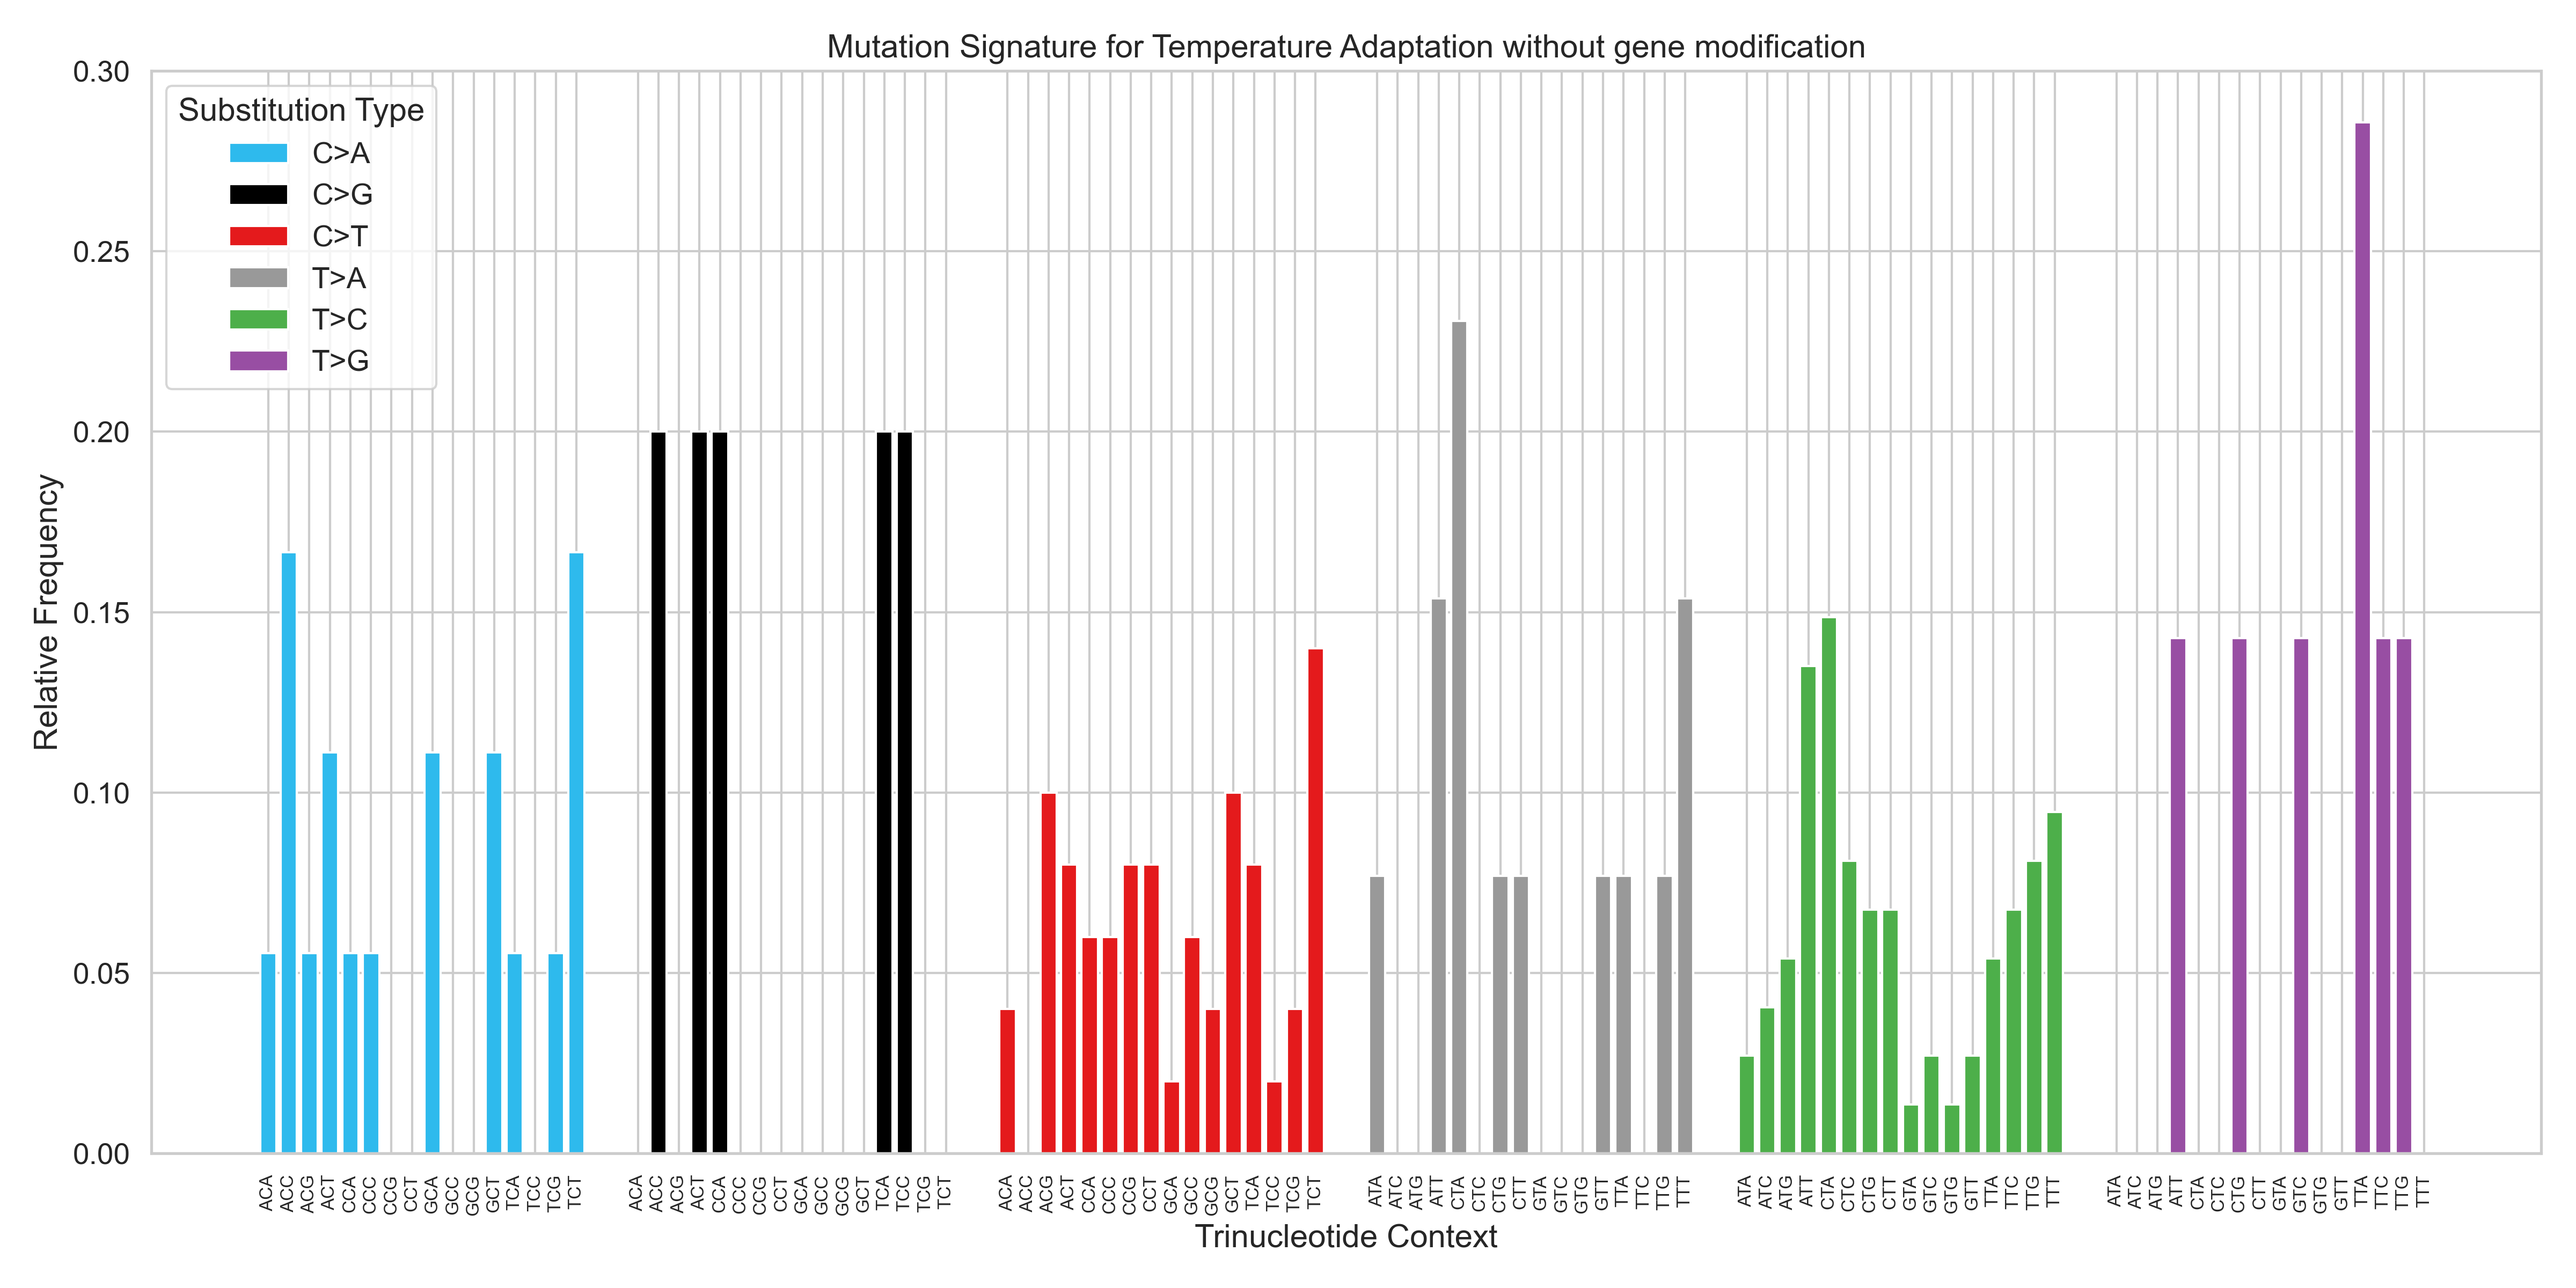 Mutation Signature for Temperature Adaptation without gene modification
0.30
0.25
0.20
0.15
0.10
0.05
0.00
Relative Frequency
Substitution Type
C>A
C>G
C>T
T>A
T>C
T>G
ACA ACC ACG ACT CCA CCC CCG CCT GCA GCC GCG GCT TCA TCC TCG TCT ACA ACC ACG ACT CCA CCC CCG CCT GCA GCC GCG GCT TCA TCC TCG TCT ACA ACC ACG ACT CCA CCC CCG CCT GCA GCC GCG GCT TCA TCC TCG TCT ATA ATC ATG ATT CTA CTC CTG CTT GTA GTC GTG GTT TTA TTC TTG TTT ATA ATC ATG ATT CTA CTC CTG CTT GTA GTC GTG GTT TTA TTC TTG TTT ATA ATC ATG ATT CTA CTC CTG CTT GTA GTC GTG GTT TTA TTC TTG TTT
Trinucleotide Context